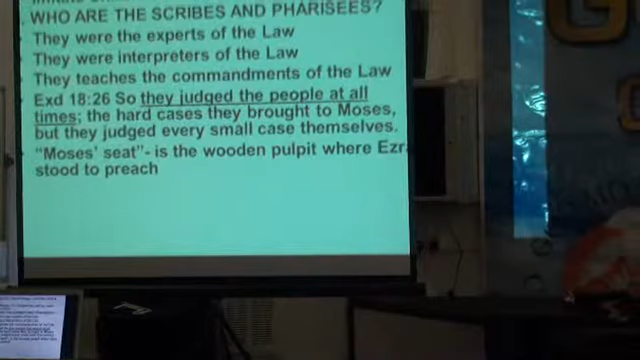 WHO ARE THE SCRIBES AND PHARISEES?
They were the experts of the Law
They were interpreters of the Law
They teaches the commandments of the Law
Exd 18:26 So they judged the people at all
times; the hard cases they brought to Moses,
but they judged every small case themselves.
"Moses' seat"- is the wooden pulpit where Ezra
stood to preach